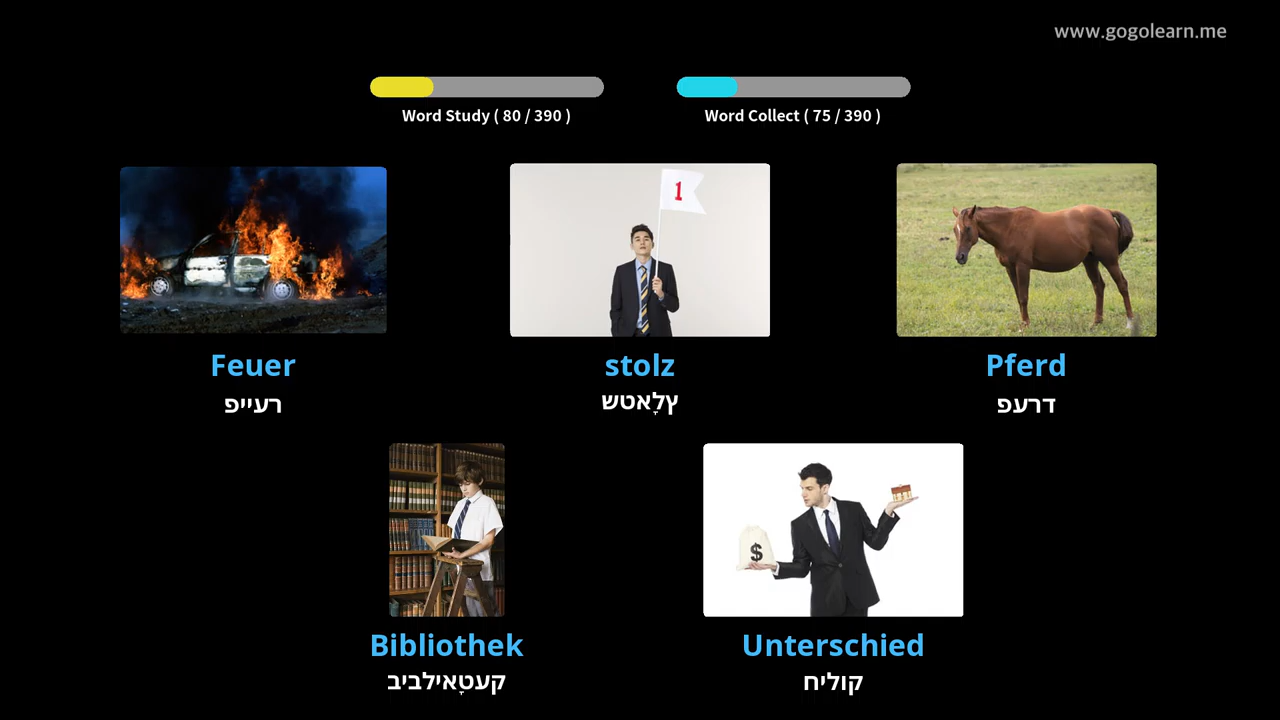 www.gogolearn.me
Word Study ( 80 / 390 )
Word Collect ( 75 / 390 )
Feuer
רעייפ
stolz
ץלָאטש
Pferd
דרעפ
Bibliothek
קעטָאילביב
Unterschied
קוליח
1
$